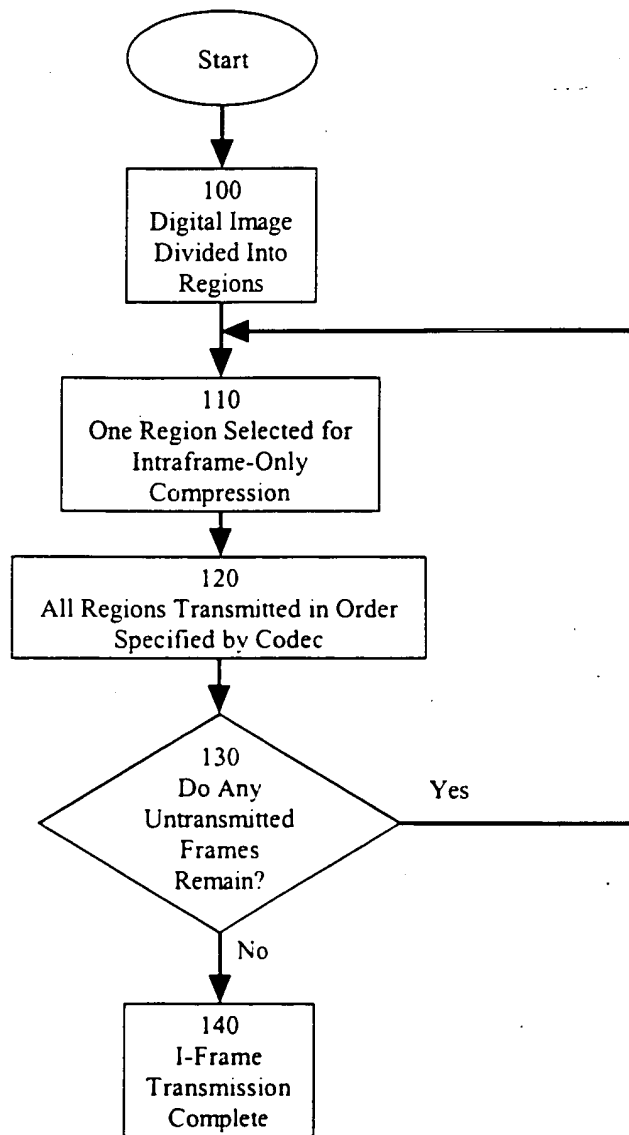 Start
100
Digital Image
Divided Into
Regions
110
One Region Selected for
Intraframe-Only
Compression
120
All Regions Transmitted in Order
Specified by Codec
130
Do Any
Untransmitted
Frames
Remain?
Yes
No
140
I-Frame
Transmission
Complete